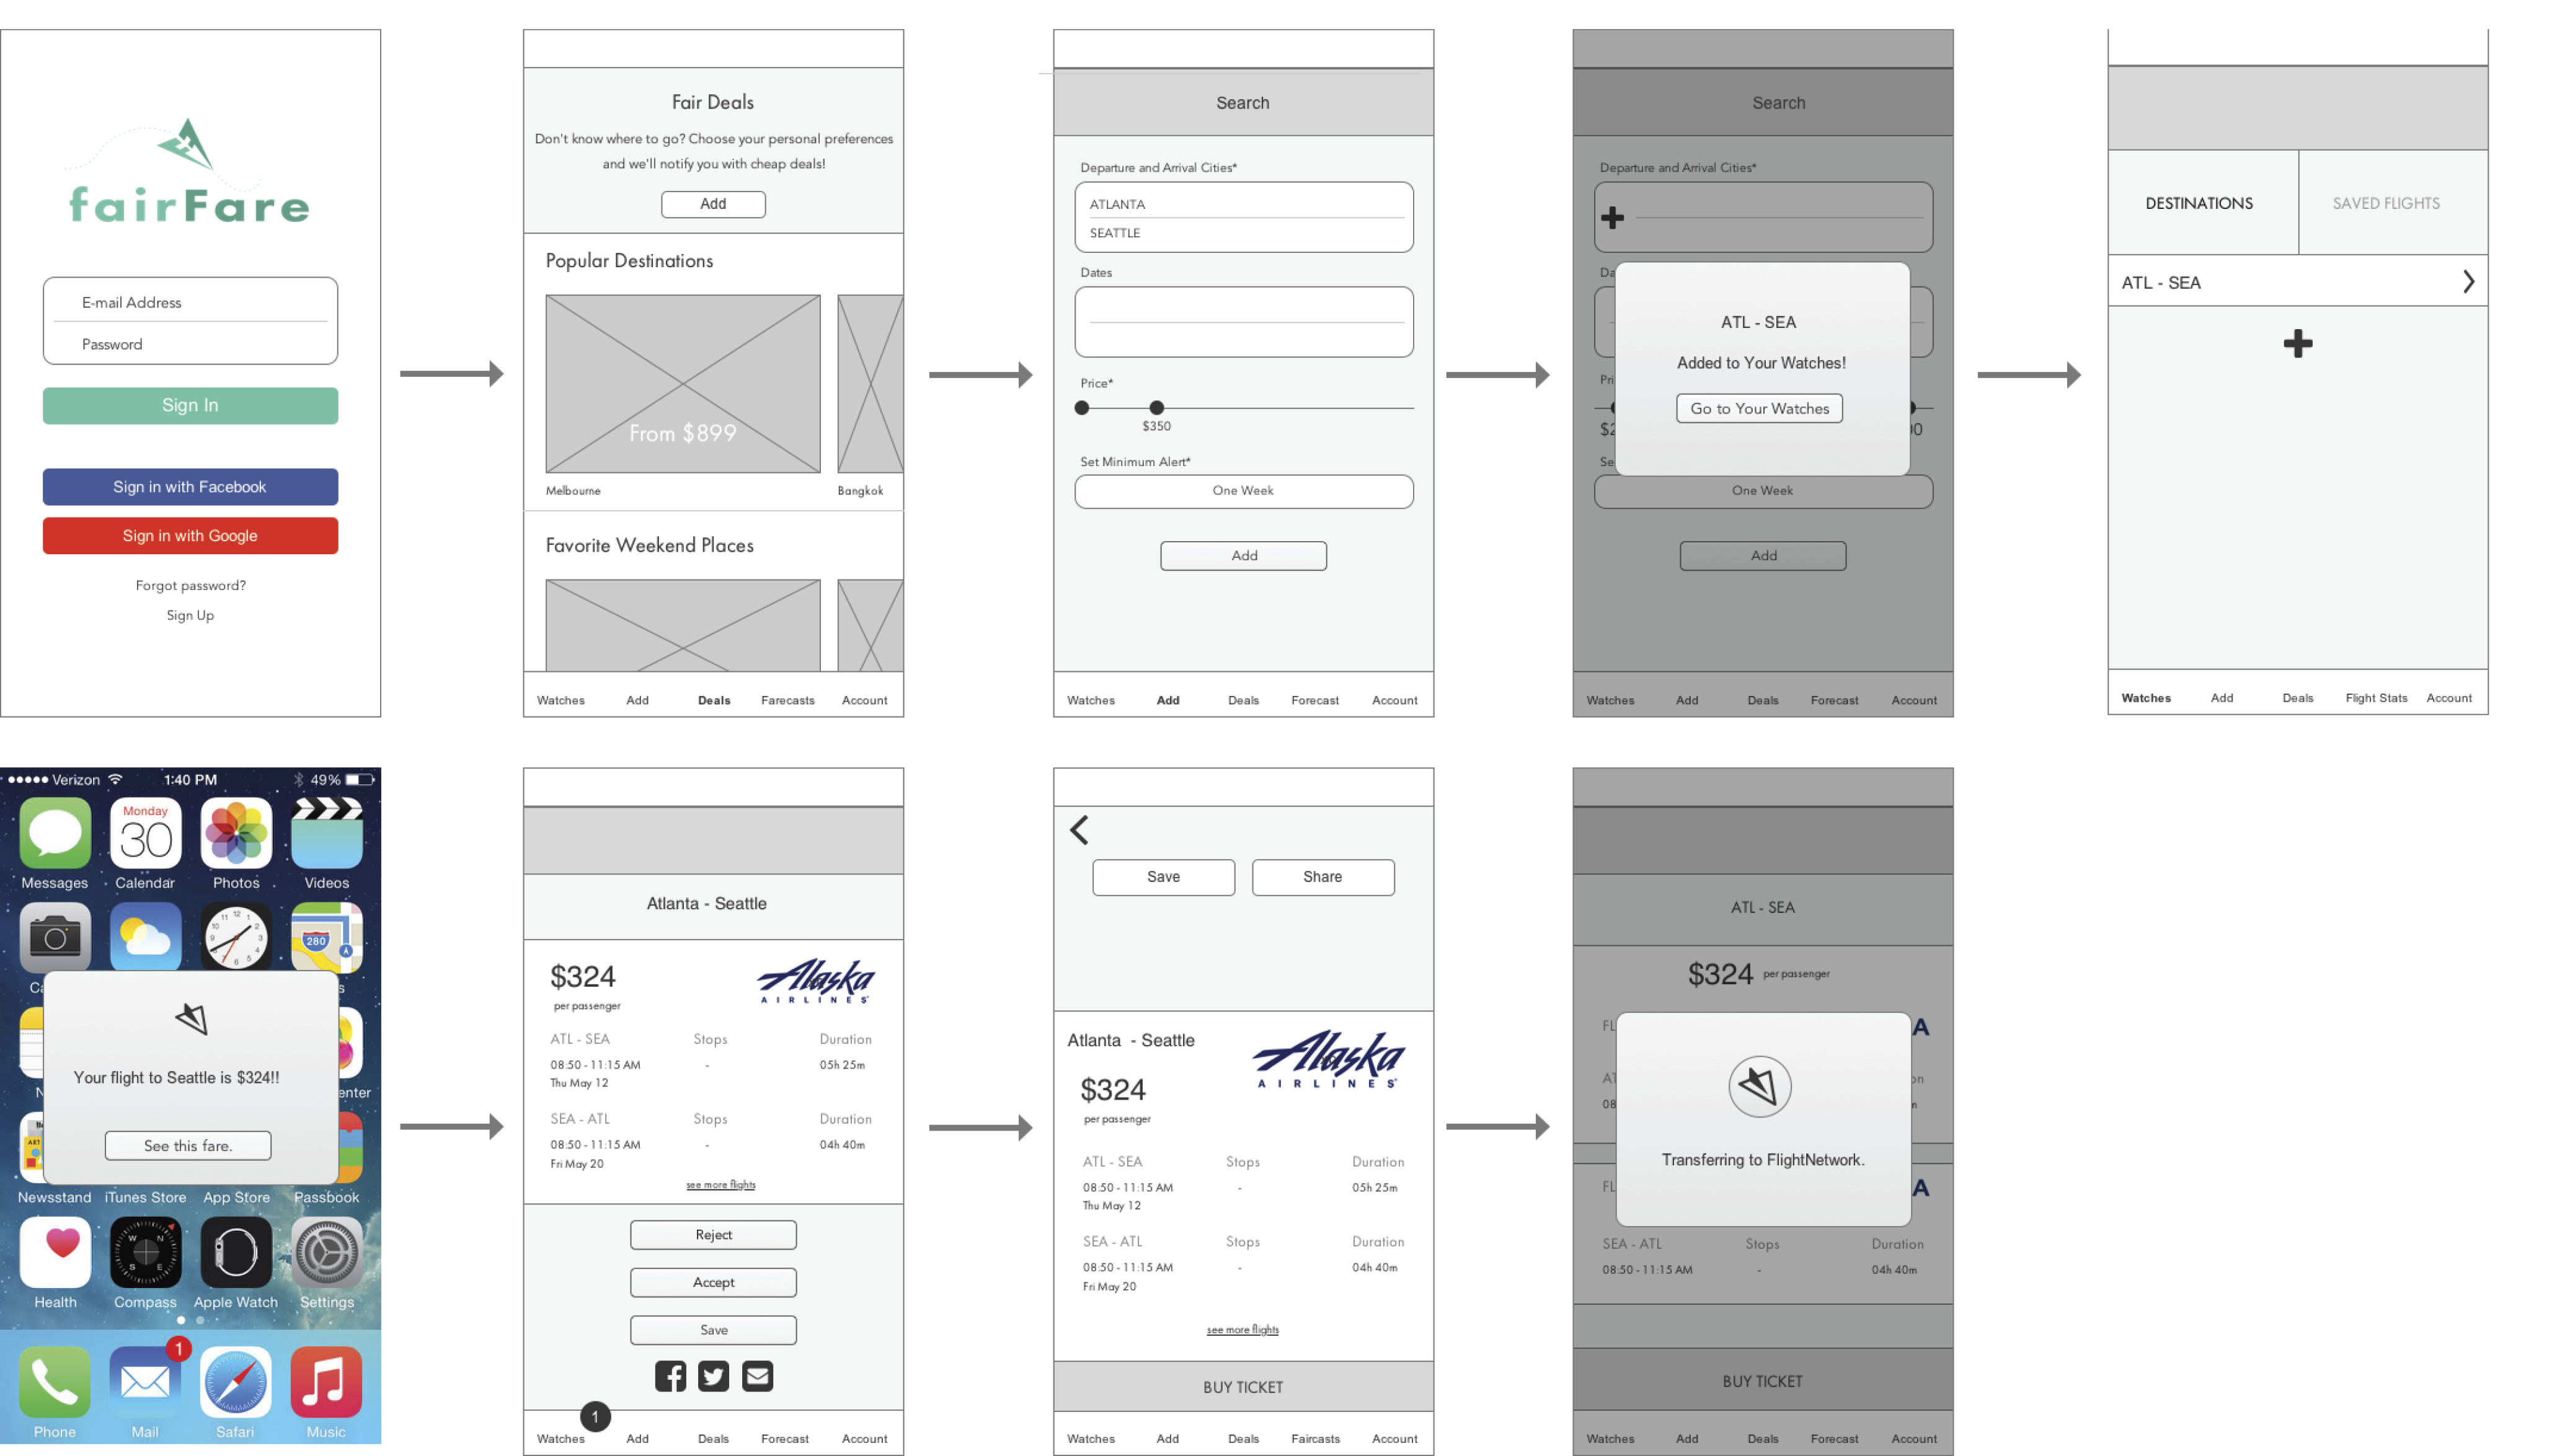 fairFare
E-mail Address
Password
Sign In
Sign in with Facebook
Sign in with Google
Forgot password?
Sign Up
Fair Deals
Don't know where to go? Choose your personal preferences
and we'll notify you with cheap deals!
Add
Popular Destinations
From $899
Melbourne Bangkok
Favorite Weekend Places
Watches Add Deals Farecasts Account
Search
Departure and Arrival Cities*
ATLANTA
SEATTLE
Dates
Price*
$350
Set Minimum Alert*
One Week
Add
Watches Add Deals Forecast Account
Search
Departure and Arrival Cities*
ATL - SEA
Added to Your Watches!
Go to Your Watches
One Week
Add
Watches Add Deals Forecast Account
DESTINATIONS SAVED FLIGHTS
ATL - SEA
Watches Add Deals Flight Stats Account
Verizon 1:40 PM 49%
Monday
30
Messages Calendar Photos Videos
280
Your flight to Seattle is $324!!
See this fare.
Newsstand iTunes Store App Store Passbook
Health Compass Apple Watch Settings
1
Phone Mail Safari Music
Atlanta - Seattle
$324
per passenger
Alaska
AIRLINES
ATL - SEA Stops Duration
08:50 - 11:15 AM - 05h 25m
Thu May 12
SEA - ATL Stops Duration
08:50 - 11:15 AM - 04h 40m
Fri May 20
see more flights
Reject
Accept
Save
1
Watches Add Deals Forecast Account
Save Share
Atlanta - Seattle
Alaska
AIRLINES
$324
per passenger
ATL - SEA Stops Duration
08:50 - 11:15 AM - 05h 25m
Thu May 12
SEA - ATL Stops Duration
08:50 - 11:15 AM - 04h 40m
Fri May 20
see more flights
BUY TICKET
Watches Add Deals Faircasts Account
ATL - SEA
$324 per passenger
Transferring to FlightNetwork.
SEA - ATL Stops Duration
08:50 - 11:15 AM - 04h 40m
BUY TICKET
Watches Add Deals Forecast Account